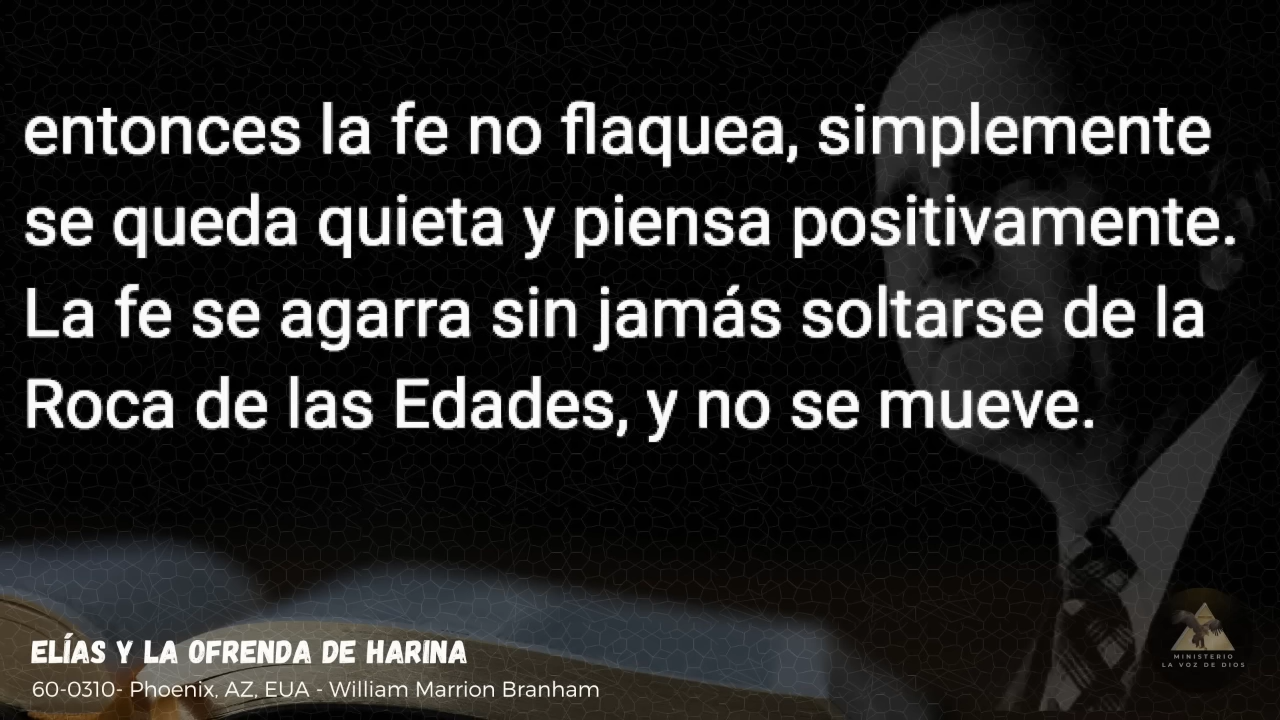 entonces la fe no flaquea, simplemente
se queda quieta y piensa positivamente.
La fe se agarra sin jamás soltarse de la
Roca de las Edades, y no se mueve.
ELÍAS Y LA OFRENDA DE HARINA
60-0310- Phoenix, AZ, EUA - William Marrion Branham
MINISTERIO
LA VOZ DE DIOS